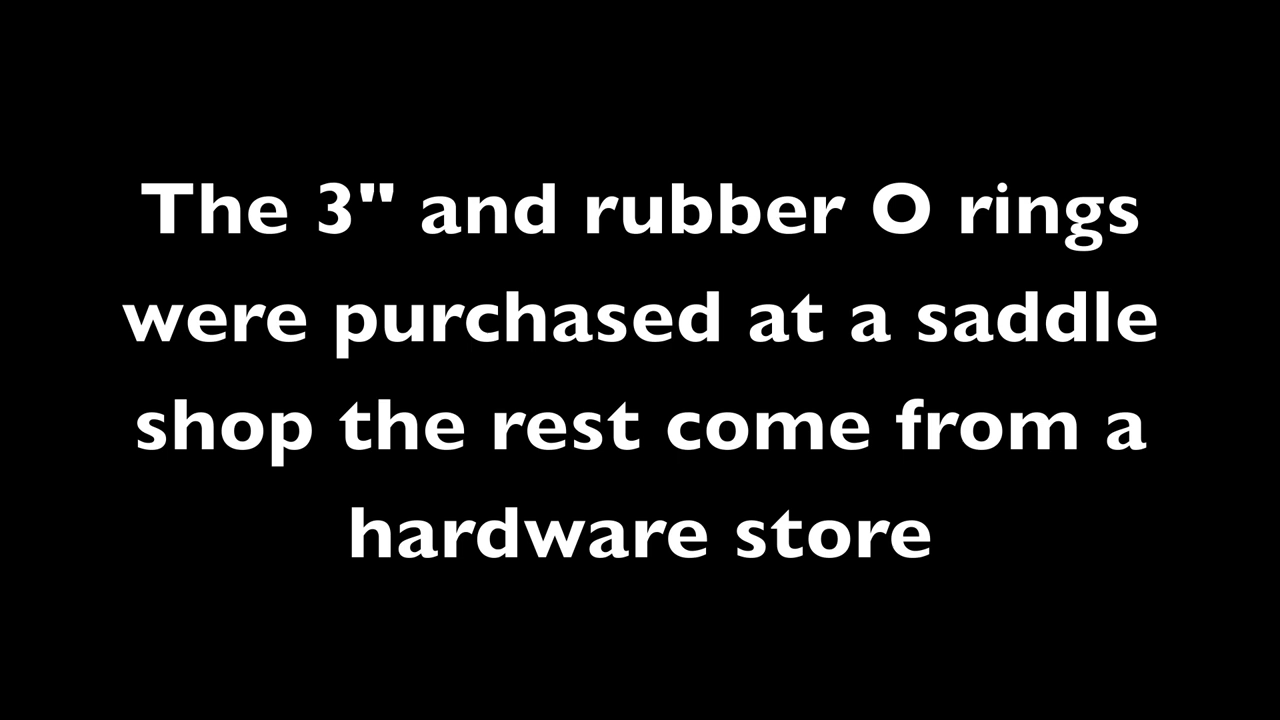 The 3" and rubber O rings
were purchased at a saddle
shop the rest come from a
hardware store